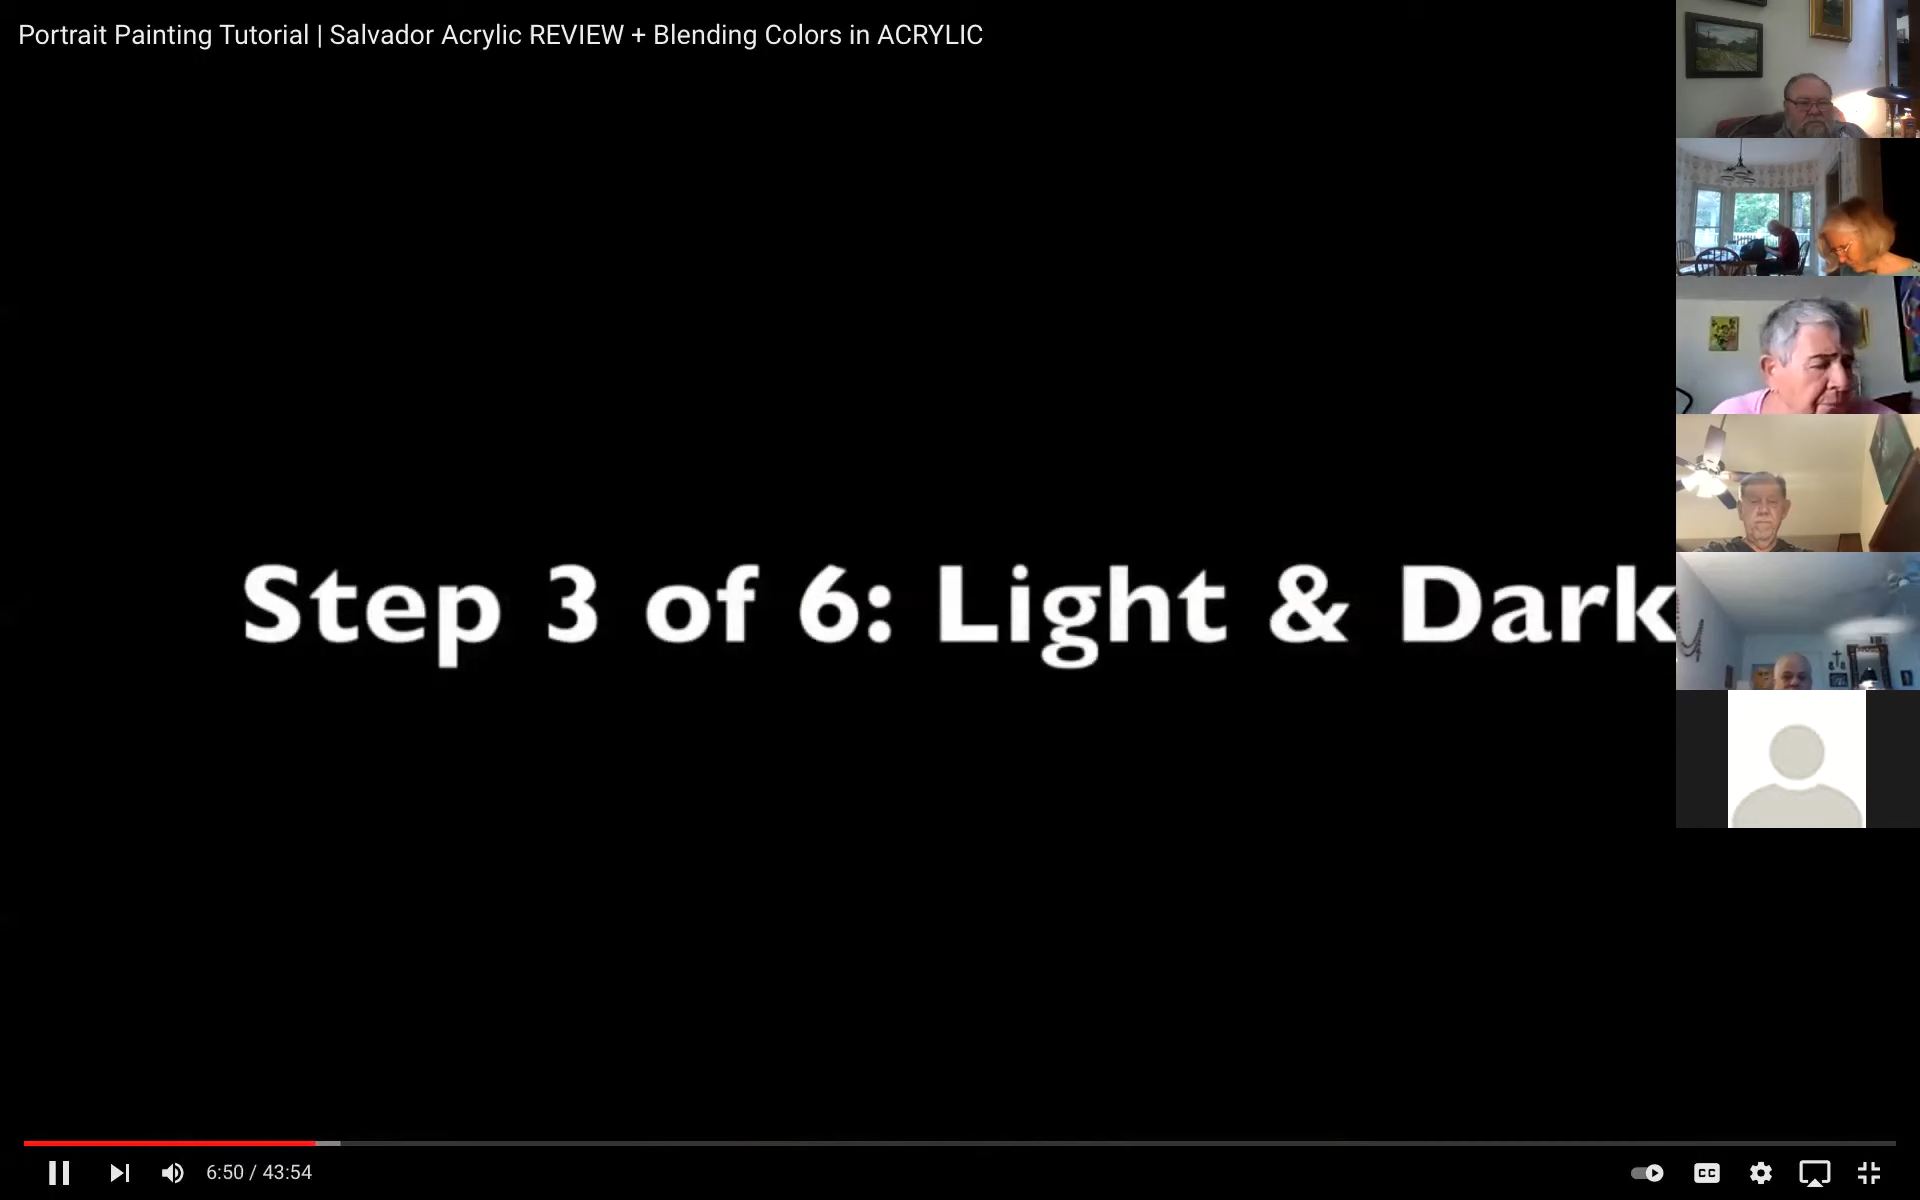 Portrait Painting Tutorial | Salvador Acrylic REVIEW + Blending Colors in ACRYLIC
Step 3 of 6: Light & Dark
6:50 / 43:54
CC